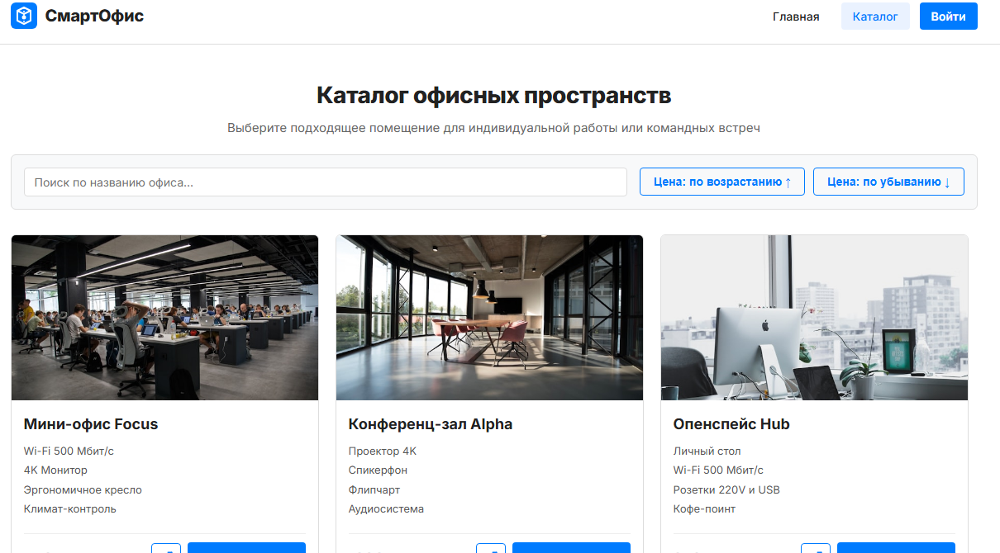 СмартОфис
Главная
Каталог
Войти
Каталог офисных пространств
Выберите подходящее помещение для индивидуальной работы или командных встреч
Поиск по названию офиса...
Цена: по возрастанию ↑
Цена: по убыванию ↓
Мини-офис Focus
Wi-Fi 500 Мбит/с
4K Монитор
Эргономичное кресло
Климат-контроль
Конференц-зал Alpha
Проектор 4K
Спикерфон
Флипчарт
Аудиосистема
Опенспейс Hub
Личный стол
Wi-Fi 500 Мбит/с
Розетки 220V и USB
Кофе-поинт